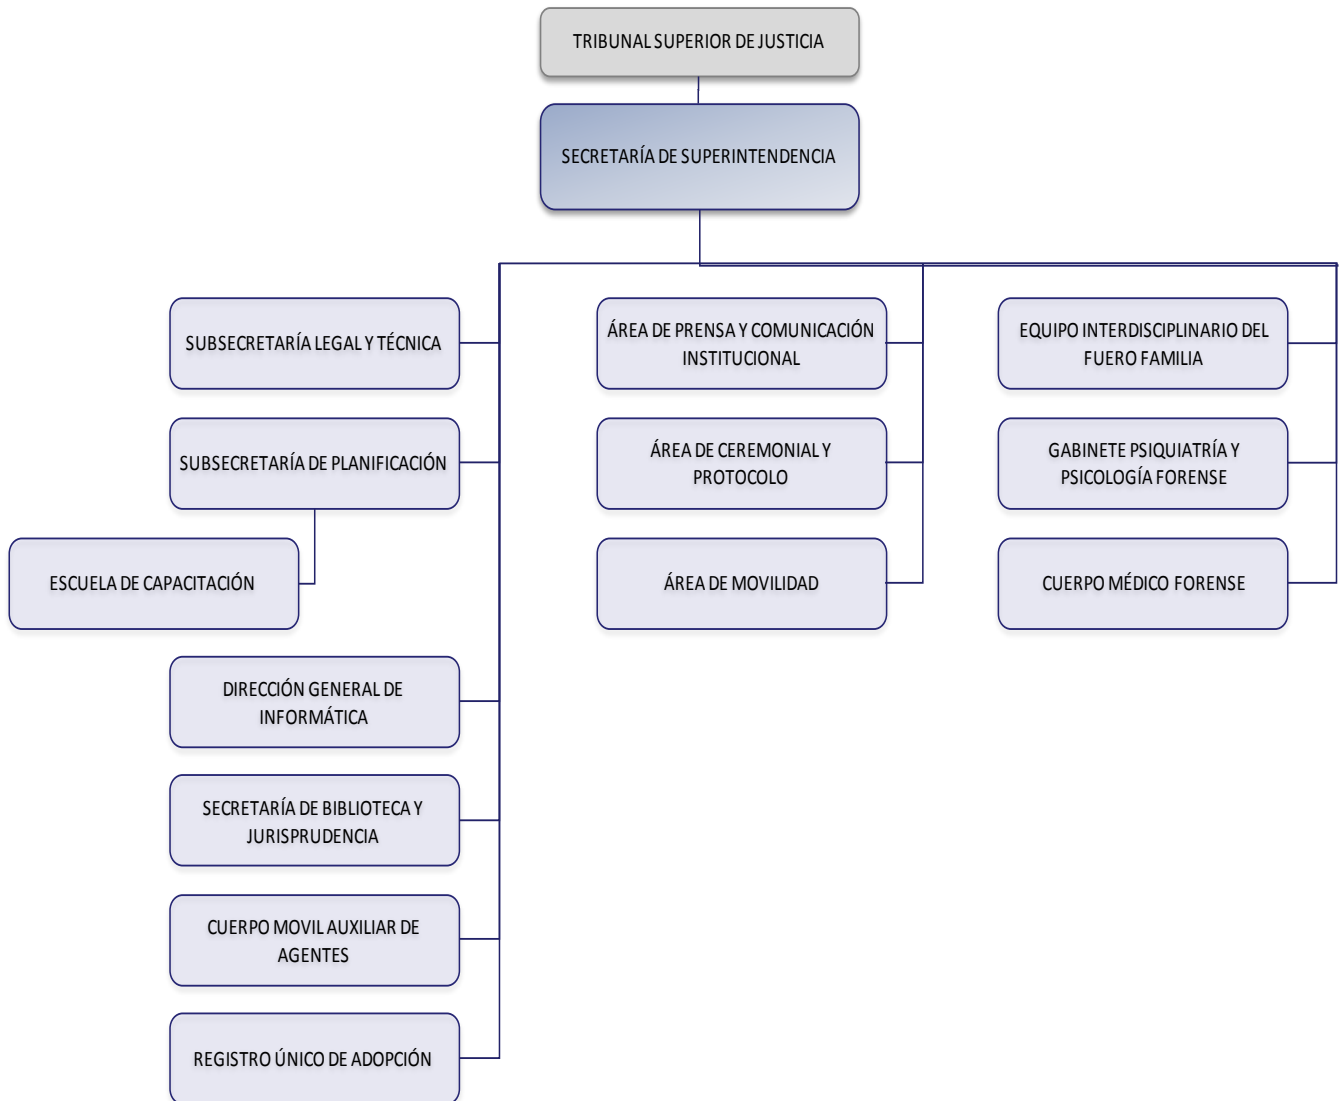 TRIBUNAL SUPERIOR DE JUSTICIA
SECRETARÍA DE SUPERINTENDENCIA
SUBSECRETARÍA LEGAL Y TÉCNICA
SUBSECRETARÍA DE PLANIFICACIÓN
ESCUELA DE CAPACITACIÓN
DIRECCIÓN GENERAL DE
INFORMÁTICA
SECRETARÍA DE BIBLIOTECA Y
JURISPRUDENCIA
CUERPO MOVIL AUXILIAR DE
AGENTES
REGISTRO ÚNICO DE ADOPCIÓN
ÁREA DE PRENSA Y COMUNICACIÓN
INSTITUCIONAL
ÁREA DE CEREMONIAL Y
PROTOCOLO
ÁREA DE MOVILIDAD
EQUIPO INTERDISCIPLINARIO DEL
FUERO FAMILIA
GABINETE PSIQUIATRÍA Y
PSICOLOGÍA FORENSE
CUERPO MÉDICO FORENSE